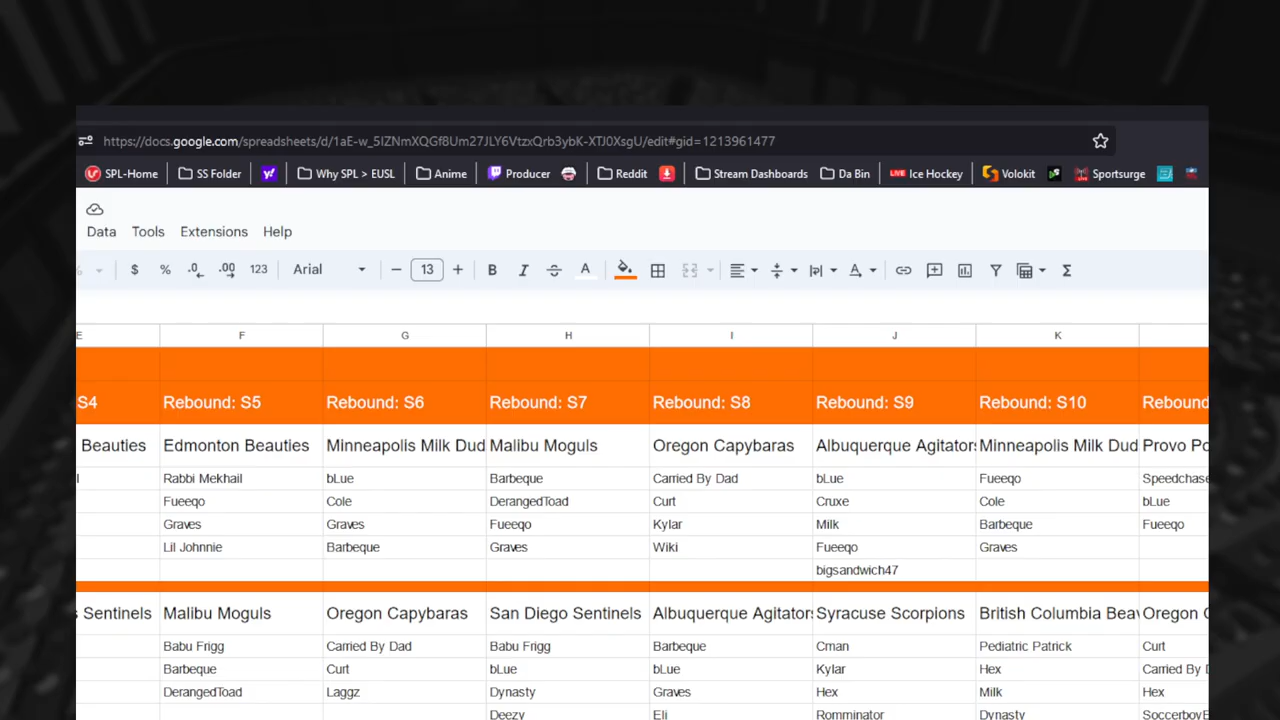 https://docs.google.com/spreadsheets/d/1aE-w_5IZNmXQGf8Um27JLY6VtzxQrb3ybK-XTJ0XsgU/edit#gid=1213961477
SPL-Home SS Folder Why SPL > EUSL Anime Producer Reddit Stream Dashboards Da Bin LIVE Ice Hockey Volokit Sportsurge
Data Tools Extensions Help
$ % .0 .00 123 Arial − 13 + B I A Σ
E F G H I J K
S4 Rebound: S5 Rebound: S6 Rebound: S7 Rebound: S8 Rebound: S9 Rebound: S10 Rebound
Beauties Edmonton Beauties Minneapolis Milk Dud Malibu Moguls Oregon Capybaras Albuquerque Agitators Minneapolis Milk Dud Provo Po
l Rabbi Mekhail bLue Barbeque Carried By Dad bLue Fueeqo Speedchase
Fueeqo Cole DerangedToad Curt Cruxe Cole bLue
Graves Graves Fueeqo Kylar Milk Barbeque Fueeqo
Lil Johnnie Barbeque Graves Wiki Fueeqo Graves
bigsandwich47
s Sentinels Malibu Moguls Oregon Capybaras San Diego Sentinels Albuquerque Agitators Syracuse Scorpions British Columbia Beav Oregon C
Babu Frigg Carried By Dad Babu Frigg Barbeque Cman Pediatric Patrick Curt
Barbeque Curt bLue bLue Kylar Hex Carried By D
DerangedToad Laggz Dynasty Graves Hex Milk Hex
Deezy Eli Romminator Dynasty SoccerboyE